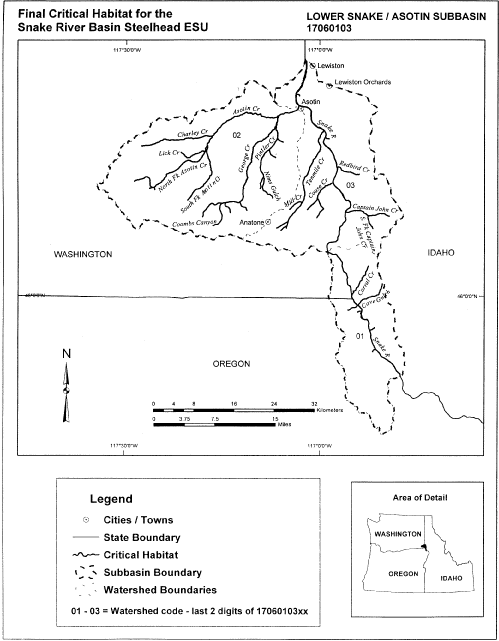 Final Critical Habitat for the
Snake River Basin Steelhead ESU
LOWER SNAKE / ASOTIN SUBBASIN
17060103
117°30'0"W
117°0'0"W
Lewiston
Lewiston Orchards
Asotin
Asotin Cr
Snake R
Charley Cr
02
Pintler Cr
George Cr
Lick Cr
Tenmile Cr
Redbird Cr
North Fk Asotin Cr
03
Nims Gulch
Couse Cr
South Fk Asotin Cr
Mill Cr
Captain John Cr
Coombs Canyon
Anatone
S. Fk Captain
John Cr
WASHINGTON
IDAHO
Corral Cr
46°0'0"N
46°0'0"N
Cave Gulch
01
Snake R
N
OREGON
0 4 8 16 24 32
Kilometers
0 3.75 7.5 15
Miles
117°30'0"W
117°0'0"W
Legend
Cities / Towns
State Boundary
Critical Habitat
Subbasin Boundary
Watershed Boundaries
01 - 03 = Watershed code - last 2 digits of 17060103xx
Area of Detail
WASHINGTON
OREGON
IDAHO